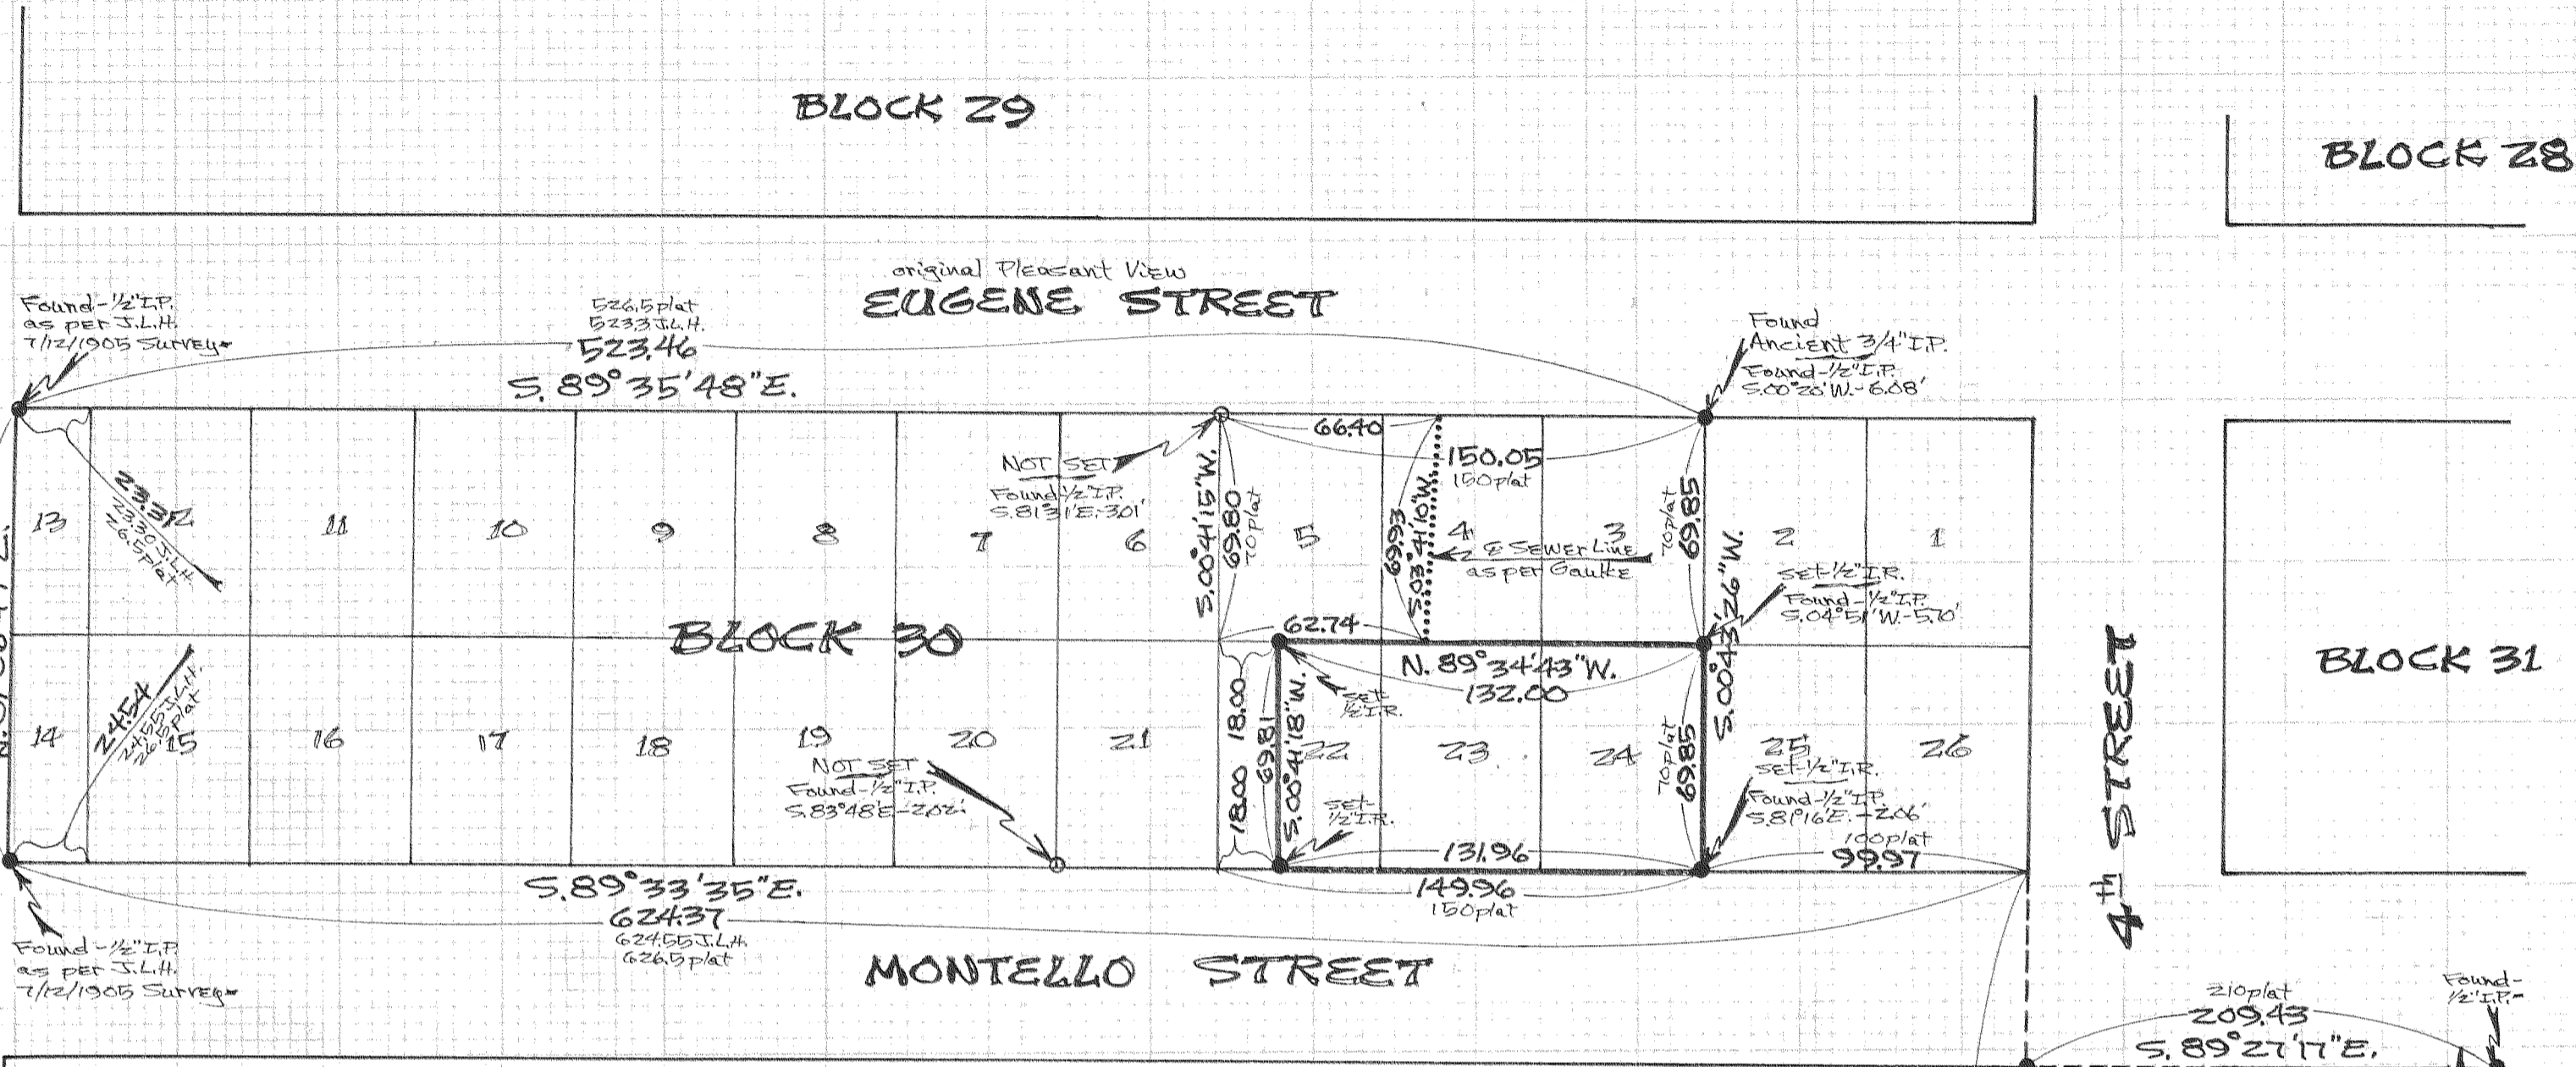 BLOCK 29
BLOCK 28
original Pleasant View
EUGENE STREET
Found-1/2"I.P.
as per J.L.H.
7/12/1905 Survey-
526.5 plat
523.3 J.L.H.
523.46
S. 89°35'48"E.
Found
Ancient 3/4"I.P.
Found-1/2"I.P.
S.00°20'W.-6.08'
66.40
150.05
150 plat
NOT SET
Found-1/2"I.P.
S.81°31'E-3.01'
S.00°41'15"W.
69.80
70 plat
69.93
S.03°41'10"W.
70 plat
69.85
13
23.31
23.30 J.L.H.
26.5 plat
12
11
10
9
8
7
6
5
4
3
2
1
℄ Sewer Line
as per Gaulke
Set-1/2"I.R.
Found-1/2"I.P.
S.04°51'W-5.70'
S.00°43'26"W.
BLOCK 30
62.74
N. 89°34'43"W.
132.00
Set-
1/2"I.R.
BLOCK 31
14
24.54
24.55 J.L.H.
26.5 plat
15
16
17
18
19
20
21
18.00 18.00
69.81
S.00°41'18"W.
22
23
24
70 plat
69.85
25
26
NOT SET
Found-1/2"I.P.
S.83°48'E-2.02'
Set-
1/2"I.R.
Set-1/2"I.R.
Found-1/2"I.P.
S.81°16'E.-2.06'
100 plat
99.97
131.96
149.96
150 plat
S.89°33'35"E.
624.37
624.55 J.L.H.
626.5 plat
Found-1/2"I.P.
as per J.L.H.
7/12/1905 Survey-
MONTELLO STREET
4th STREET
210 plat
209.43
S. 89°27'17"E.
Found-
1/2"I.P.-